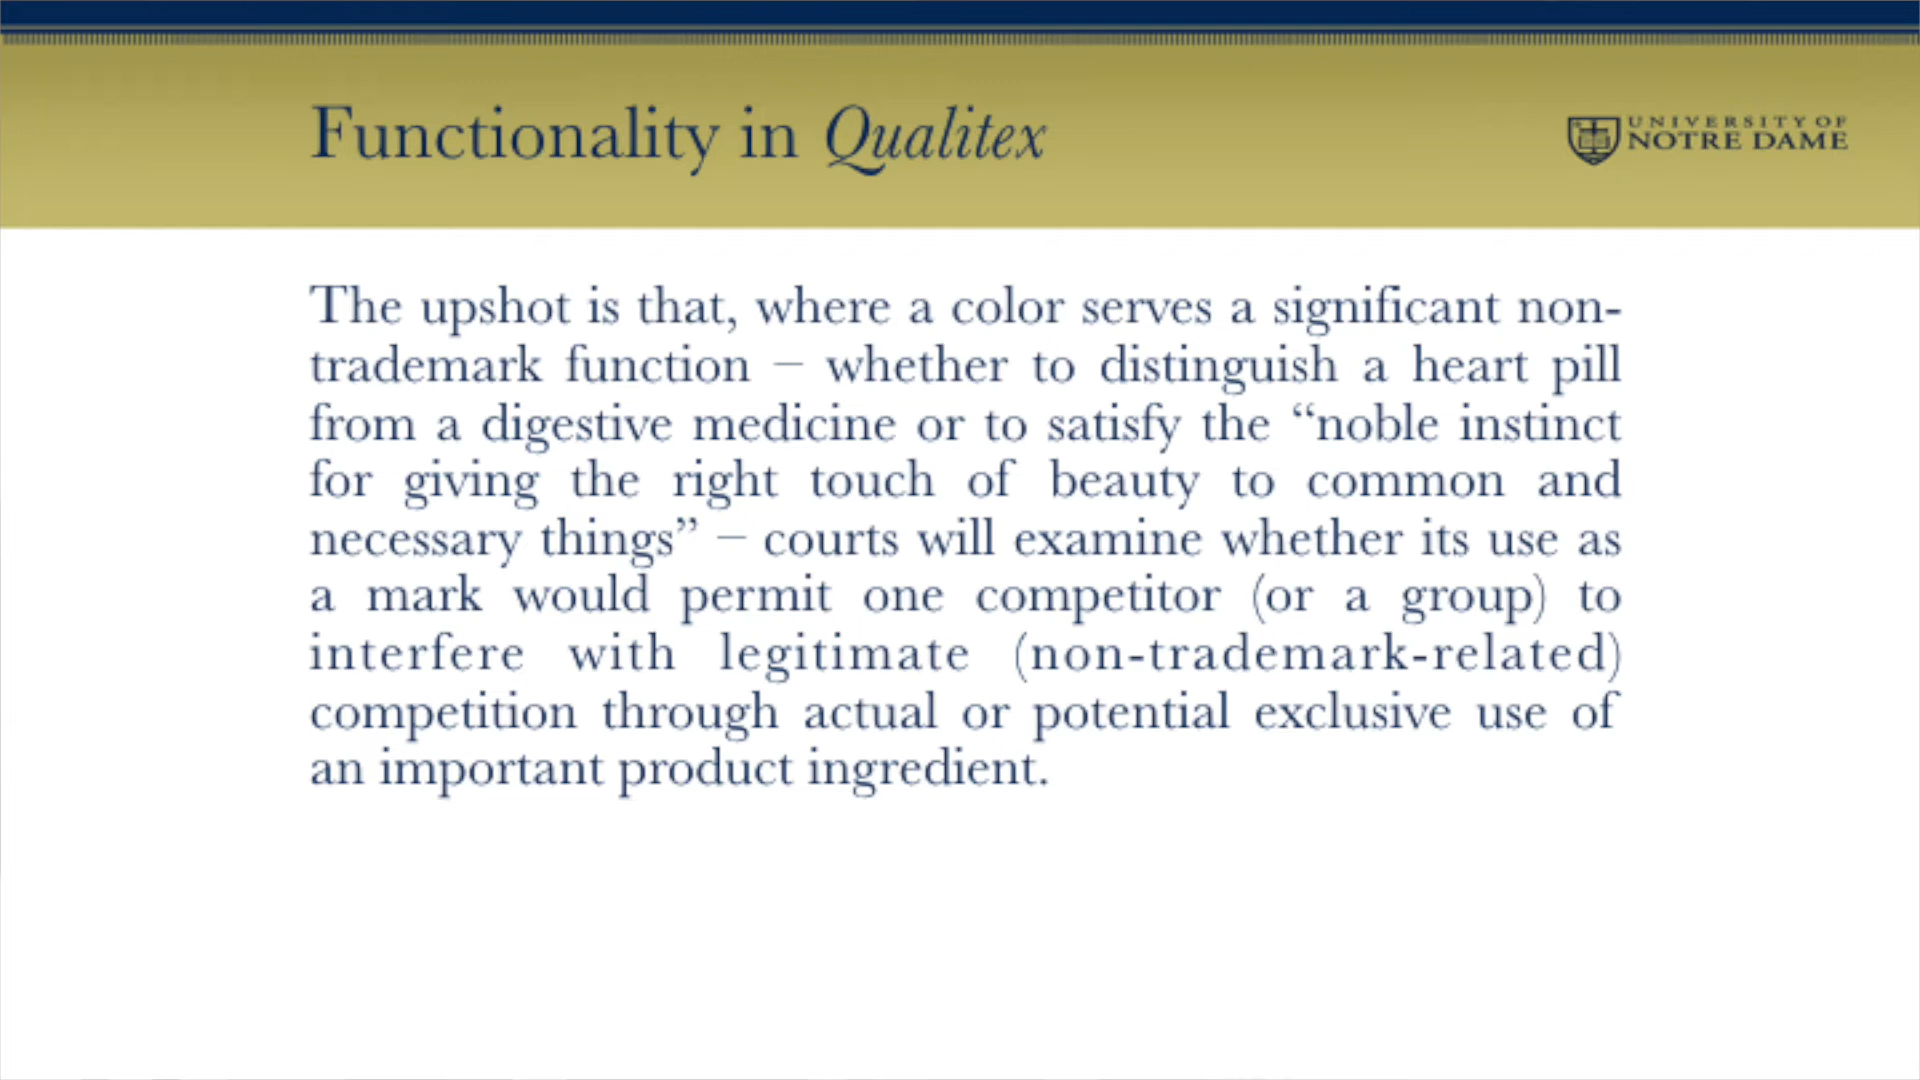 Functionality in Qualitex
UNIVERSITY OF
NOTRE DAME
The upshot is that, where a color serves a significant non-
trademark function – whether to distinguish a heart pill
from a digestive medicine or to satisfy the “noble instinct
for giving the right touch of beauty to common and
necessary things” – courts will examine whether its use as
a mark would permit one competitor (or a group) to
interfere with legitimate (non-trademark-related)
competition through actual or potential exclusive use of
an important product ingredient.